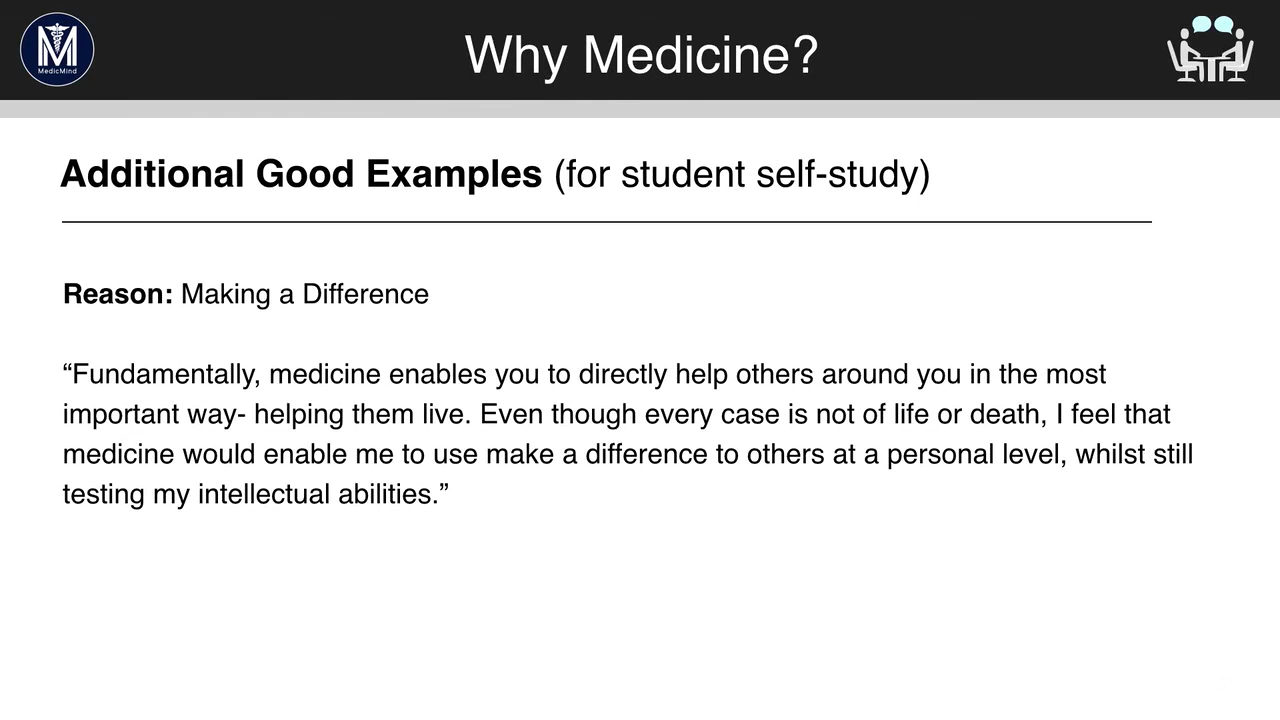 MedicMind
Why Medicine?
Additional Good Examples (for student self-study)
Reason: Making a Difference
“Fundamentally, medicine enables you to directly help others around you in the most
important way- helping them live. Even though every case is not of life or death, I feel that
medicine would enable me to use make a difference to others at a personal level, whilst still
testing my intellectual abilities.”